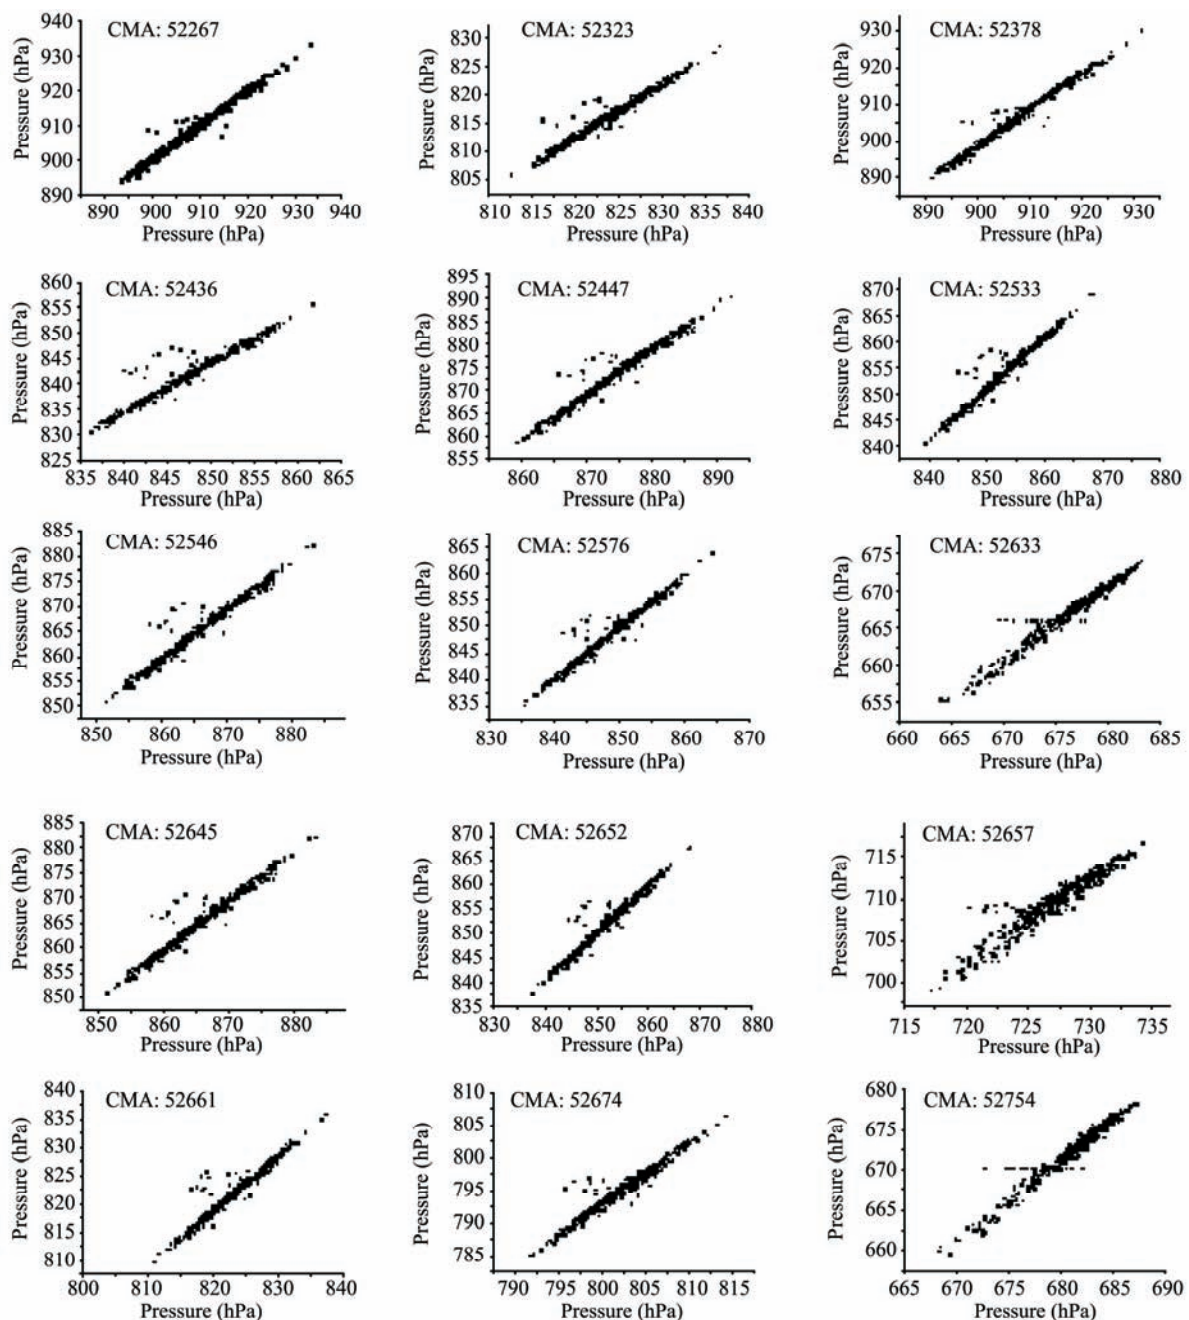 CMA: 52267
Pressure (hPa)
940
930
920
910
900
890
890 900 910 920 930 940
Pressure (hPa)
CMA: 52323
Pressure (hPa)
830
825
820
815
810
805
810 815 820 825 830 835 840
Pressure (hPa)
CMA: 52378
Pressure (hPa)
930
920
910
900
890
890 900 910 920 930
Pressure (hPa)
CMA: 52436
Pressure (hPa)
860
855
850
845
840
835
830
825
835 840 845 850 855 860 865
Pressure (hPa)
CMA: 52447
Pressure (hPa)
895
890
885
880
875
870
865
860
855
860 870 880 890
Pressure (hPa)
CMA: 52533
Pressure (hPa)
870
865
860
855
850
845
840
840 850 860 870 880
Pressure (hPa)
CMA: 52546
Pressure (hPa)
885
880
875
870
865
860
855
850
850 860 870 880
Pressure (hPa)
CMA: 52576
Pressure (hPa)
865
860
855
850
845
840
835
830 840 850 860 870
Pressure (hPa)
CMA: 52633
Pressure (hPa)
675
670
665
660
655
660 665 670 675 680 685
Pressure (hPa)
CMA: 52645
Pressure (hPa)
885
880
875
870
865
860
855
850
850 860 870 880
Pressure (hPa)
CMA: 52652
Pressure (hPa)
870
865
860
855
850
845
840
835
830 840 850 860 870 880
Pressure (hPa)
CMA: 52657
Pressure (hPa)
715
710
705
700
715 720 725 730 735
Pressure (hPa)
CMA: 52661
Pressure (hPa)
840
835
830
825
820
815
810
800 810 820 830 840
Pressure (hPa)
CMA: 52674
Pressure (hPa)
810
805
800
795
790
785
790 795 800 805 810 815
Pressure (hPa)
CMA: 52754
Pressure (hPa)
680
675
670
665
660
665 670 675 680 685 690
Pressure (hPa)